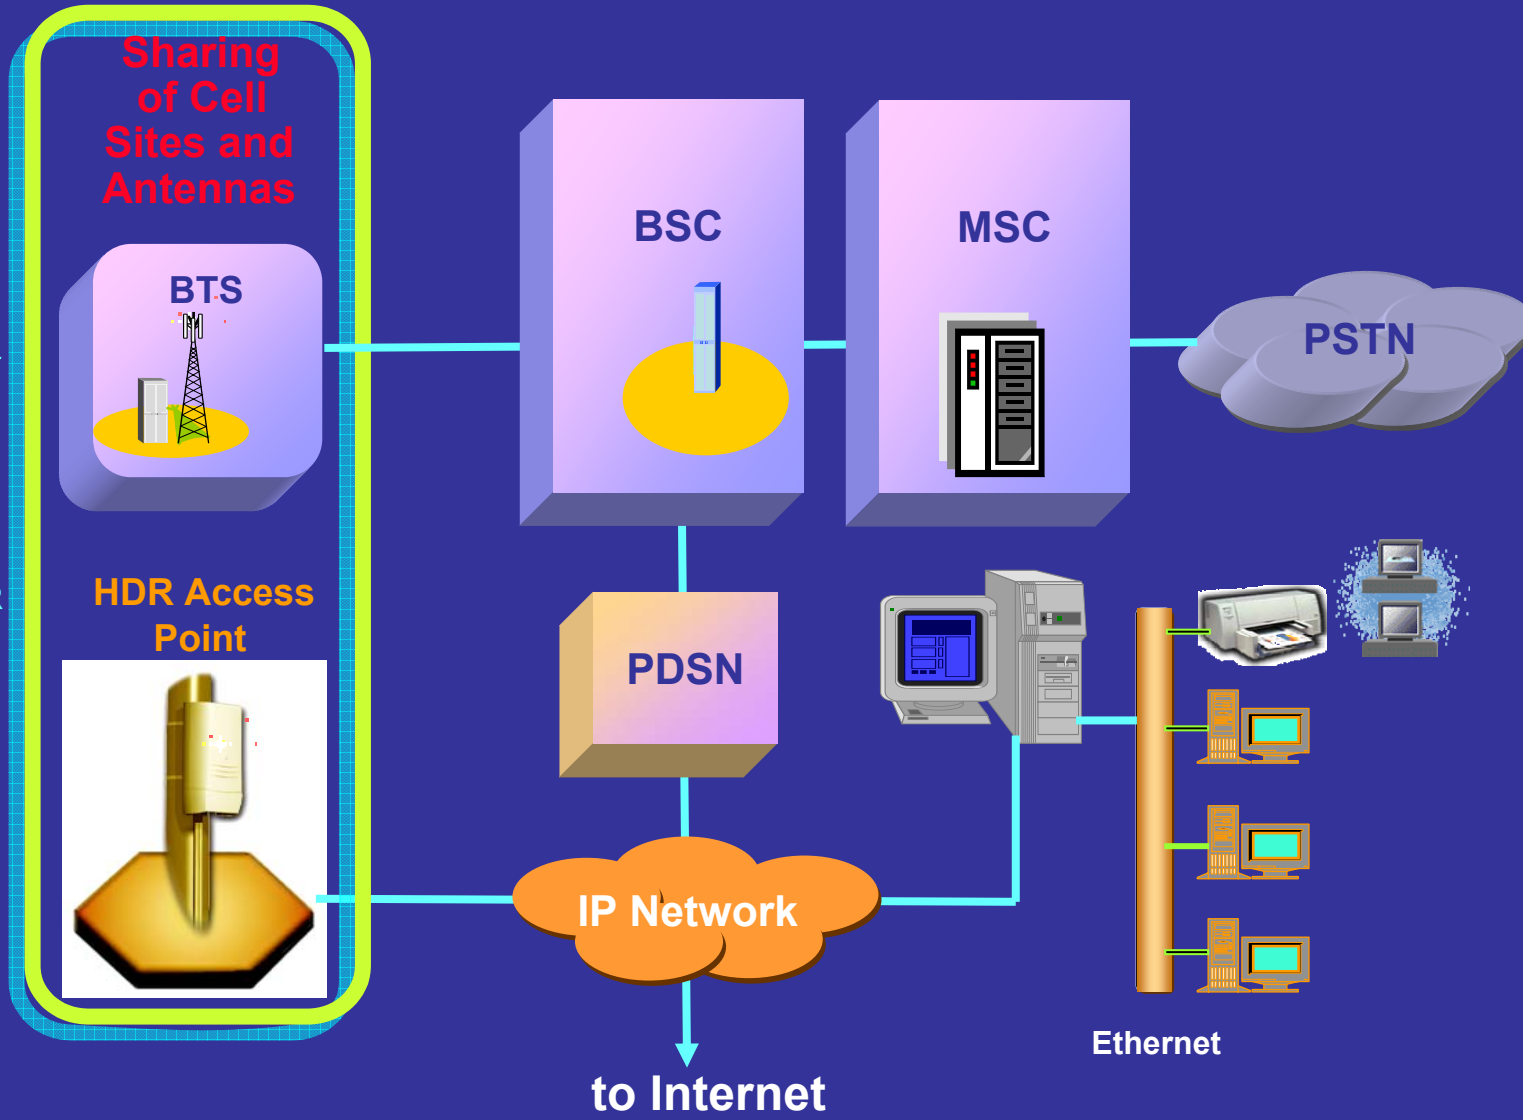 Sharing
of Cell
Sites and
Antennas
BTS
BSC
MSC
PSTN
HDR Access
Point
PDSN
IP Network
Ethernet
to Internet